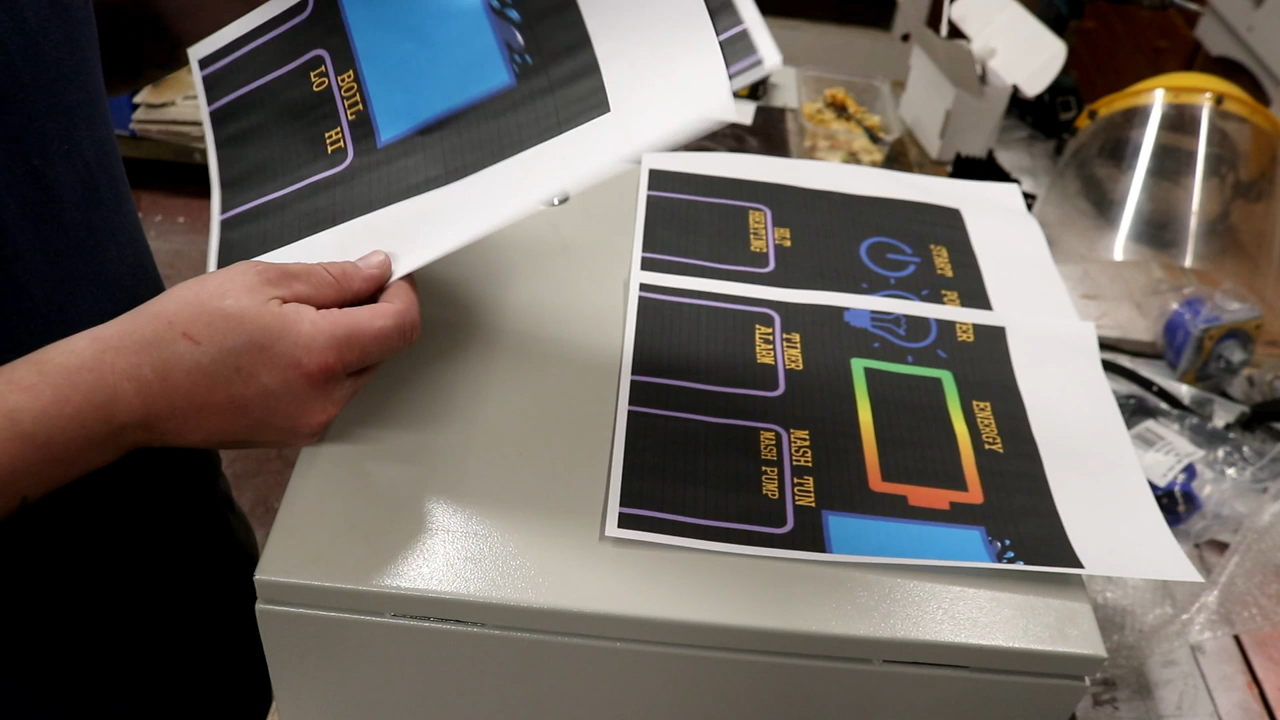 BOIL
LO HI
START POWER
HLT
HEATING
TIMER
ALARM
ENERGY
MASH TUN
MASH PUMP